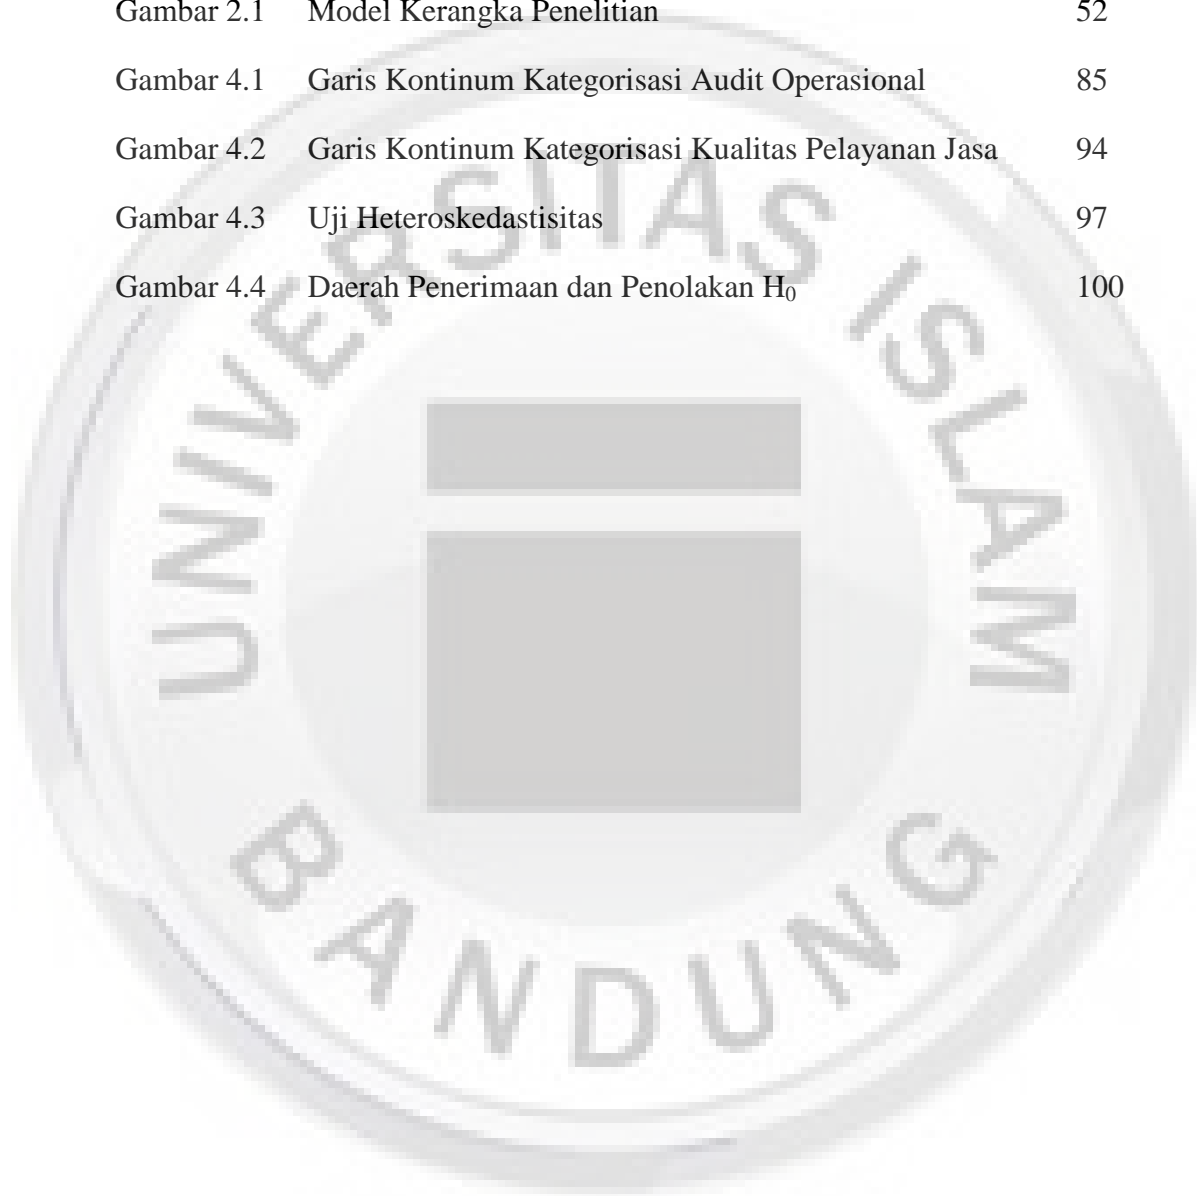 Gambar 2.1 Model Kerangka Penelitian 52
Gambar 4.1 Garis Kontinum Kategorisasi Audit Operasional 85
Gambar 4.2 Garis Kontinum Kategorisasi Kualitas Pelayanan Jasa 94
Gambar 4.3 Uji Heteroskedastisitas 97
Gambar 4.4 Daerah Penerimaan dan Penolakan H₀ 100
UNIVERSITAS ISLAM
BANDUNG